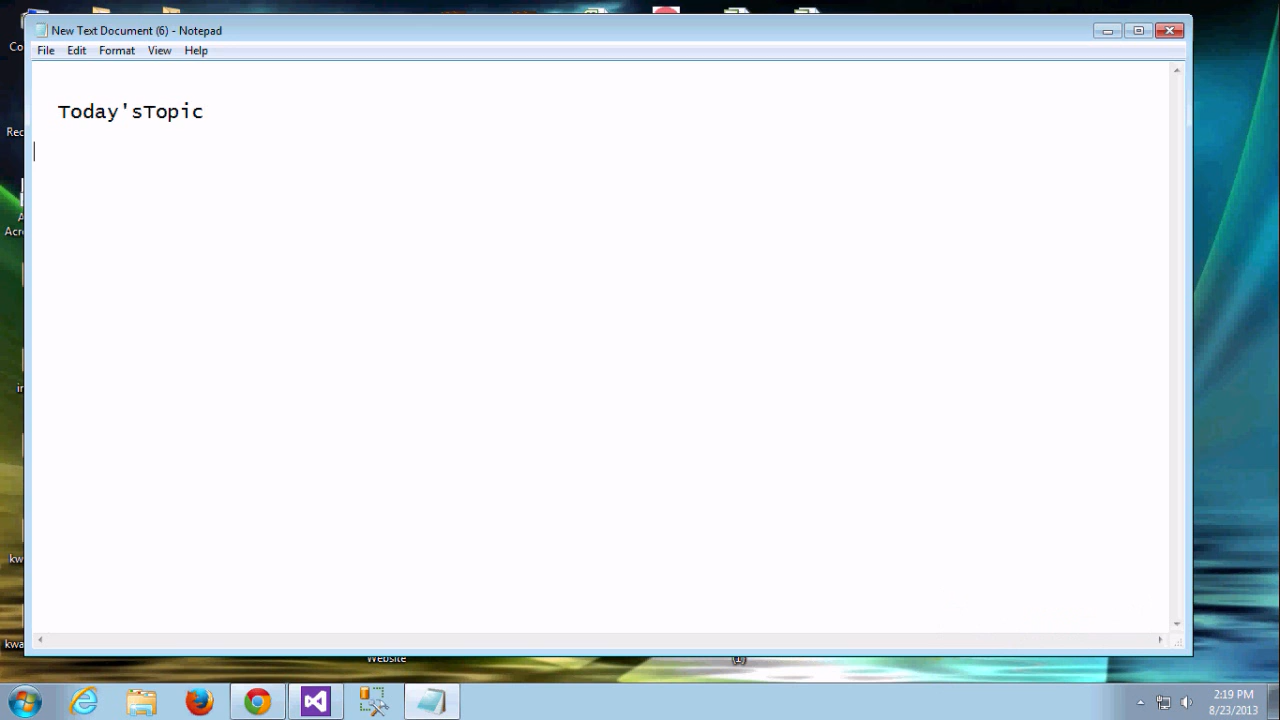 New Text Document (6) - Notepad
File Edit Format View Help
Today'sTopic
Website
(1)
2:19 PM
8/23/2013